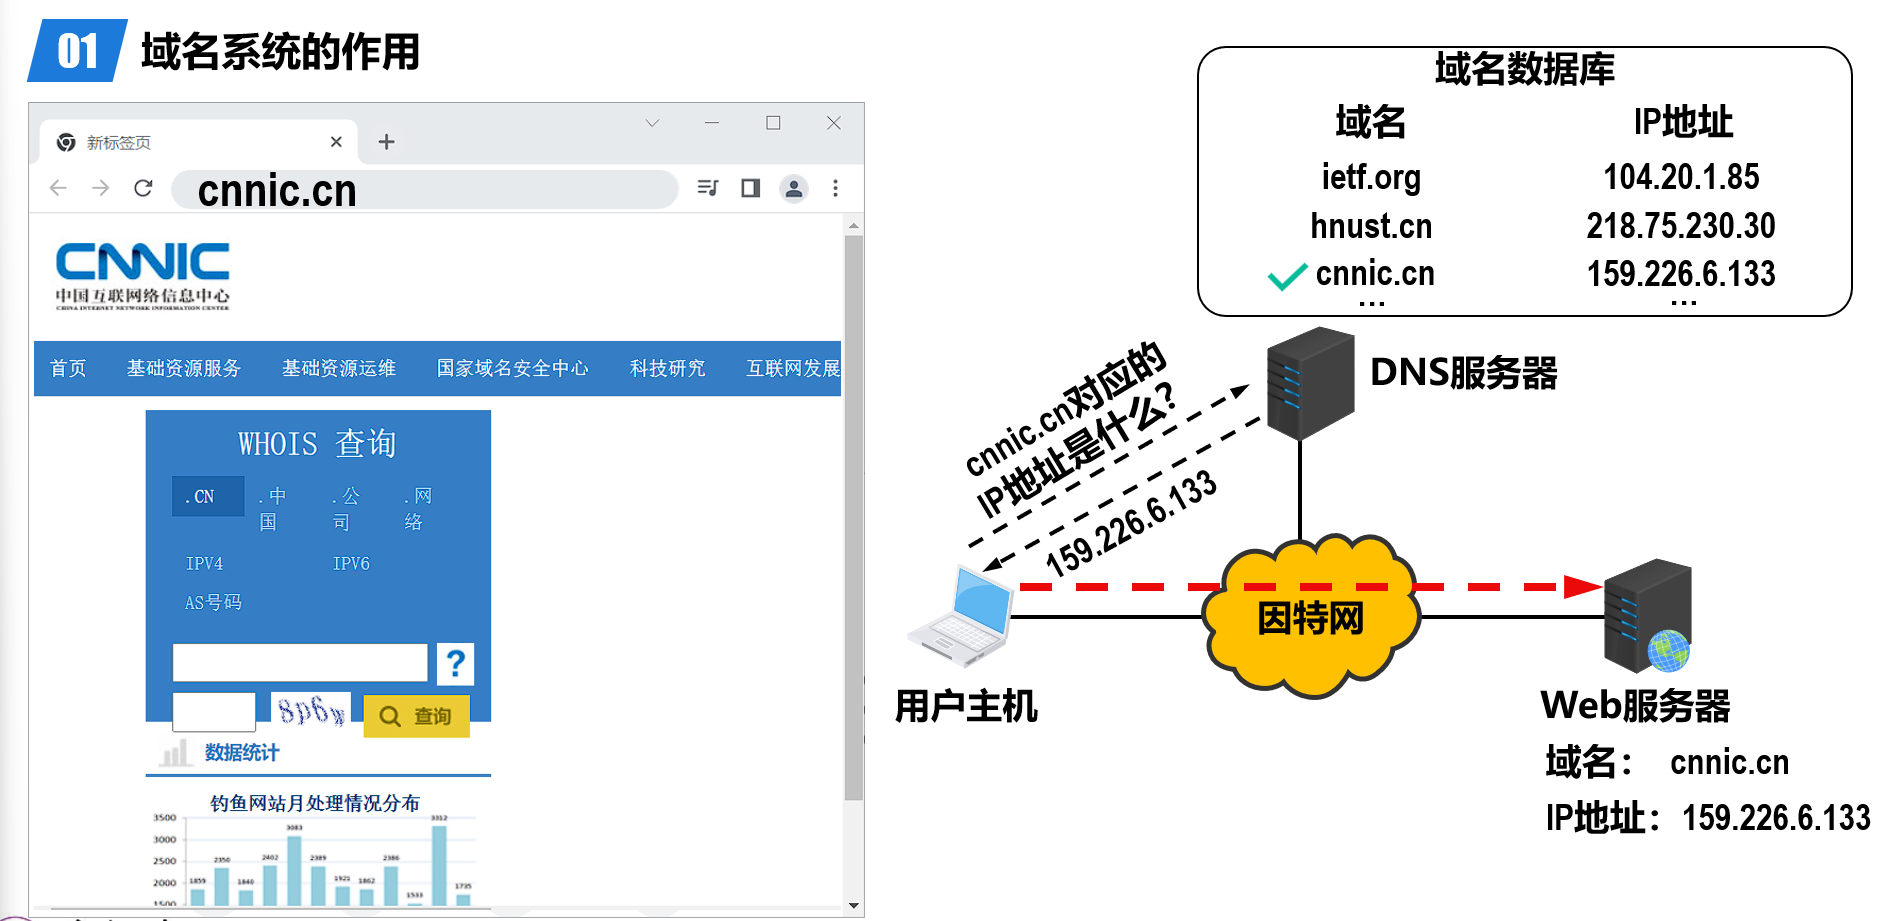 01 域名系统的作用
新标签页
cnnic.cn
CNNIC
中国互联网络信息中心
CHINA INTERNET NETWORK INFORMATION CENTER
首页 基础资源服务 基础资源运维 国家域名安全中心 科技研究 互联网发展
WHOIS 查询
.CN .中国 .公司 .网络
IPV4 IPV6
AS号码
?
8p6w 查询
数据统计
钓鱼网站月处理情况分布
3500
3000
2500
2000
1500
1859 2350 1840 2402 3083 2389 1921 1862 2386 1533 3312 1735
域名数据库
域名 IP地址
ietf.org 104.20.1.85
hnust.cn 218.75.230.30
cnnic.cn 159.226.6.133
... ...
DNS服务器
cnnic.cn对应的
IP地址是什么?
159.226.6.133
因特网
用户主机
Web服务器
域名： cnnic.cn
IP地址：159.226.6.133